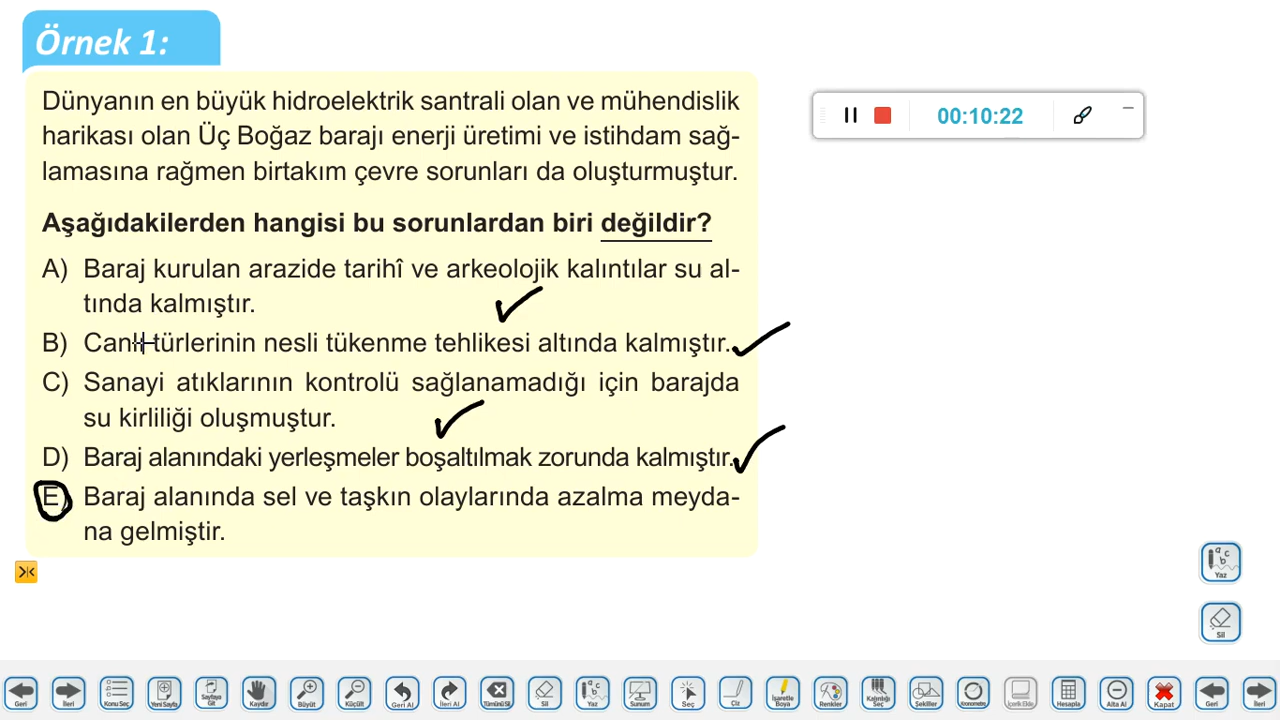 Örnek 1:
Dünyanın en büyük hidroelektrik santrali olan ve mühendislik
harikası olan Üç Boğaz barajı enerji üretimi ve istihdam sağ-
lamasına rağmen birtakım çevre sorunları da oluşturmuştur.
Aşağıdakilerden hangisi bu sorunlardan biri değildir?
A) Baraj kurulan arazide tarihî ve arkeolojik kalıntılar su al-
tında kalmıştır.
B) Canlı türlerinin nesli tükenme tehlikesi altında kalmıştır.
C) Sanayi atıklarının kontrolü sağlanamadığı için barajda
su kirliliği oluşmuştur.
D) Baraj alanındaki yerleşmeler boşaltılmak zorunda kalmıştır.
E) Baraj alanında sel ve taşkın olaylarında azalma meyda-
na gelmiştir.
00:10:22
a c
b
Yaz
Sil
Geri İleri Konu Seç Yeni Sayfa Sayfaya Git Kaydır Büyüt Küçült Geri Al İleri Al Tümünü Sil Sil Yaz Sunum Seç Çiz İşaretle Boya Renkler Kalınlığı Seç Şekiller Kronometre İçerik Ekle Hesapla Alta Al Kapat Geri İleri